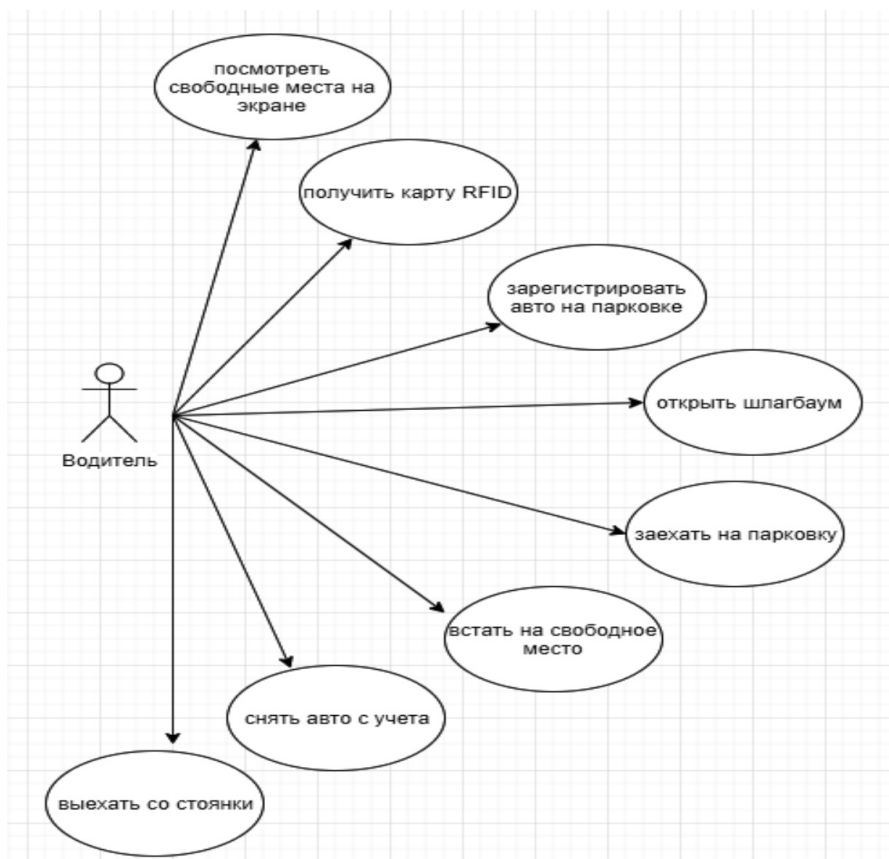 посмотреть
свободные места на
экране
получить карту RFID
зарегистрировать
авто на парковке
открыть шлагбаум
Водитель
заехать на парковку
встать на свободное
место
снять авто с учета
выехать со стоянки